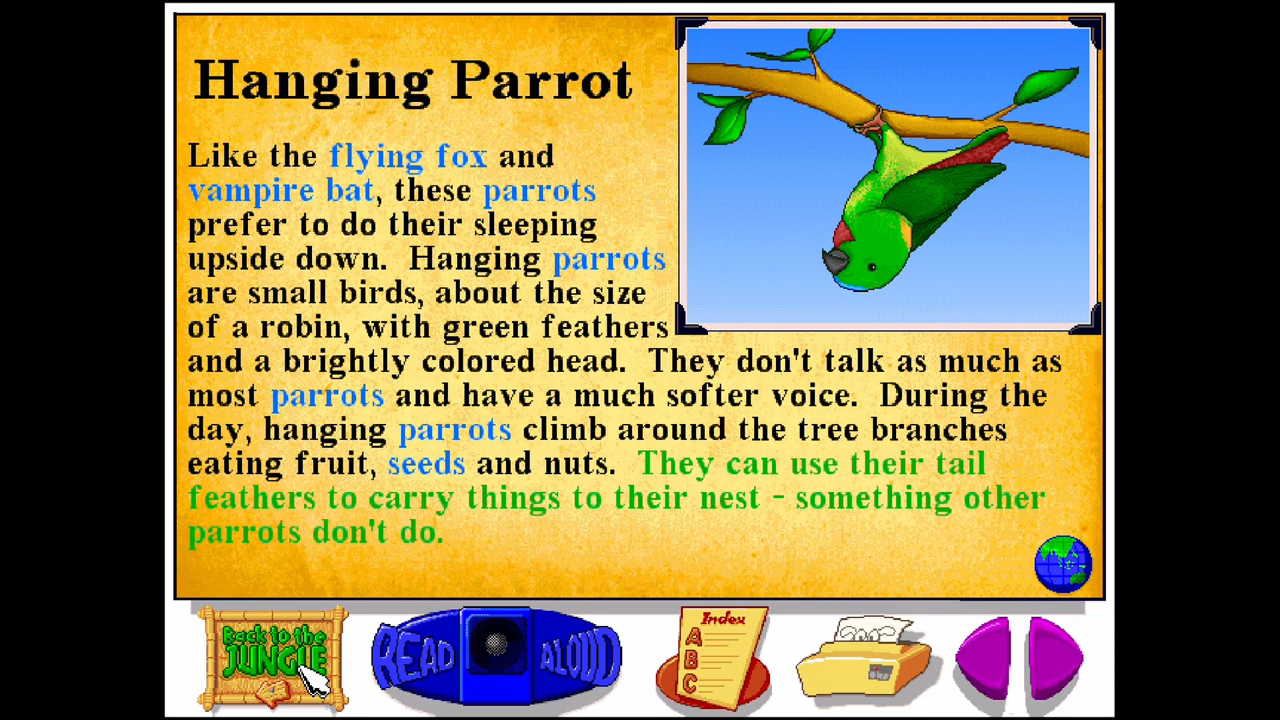 Hanging Parrot
Like the flying fox and
vampire bat, these parrots
prefer to do their sleeping
upside down.  Hanging parrots
are small birds, about the size
of a robin, with green feathers
and a brightly colored head.  They don't talk as much as
most parrots and have a much softer voice.  During the
day, hanging parrots climb around the tree branches
eating fruit, seeds and nuts.  They can use their tail
feathers to carry things to their nest - something other
parrots don't do.
Back to the
JUNGLE
READ ALOUD
Index
A
B
C